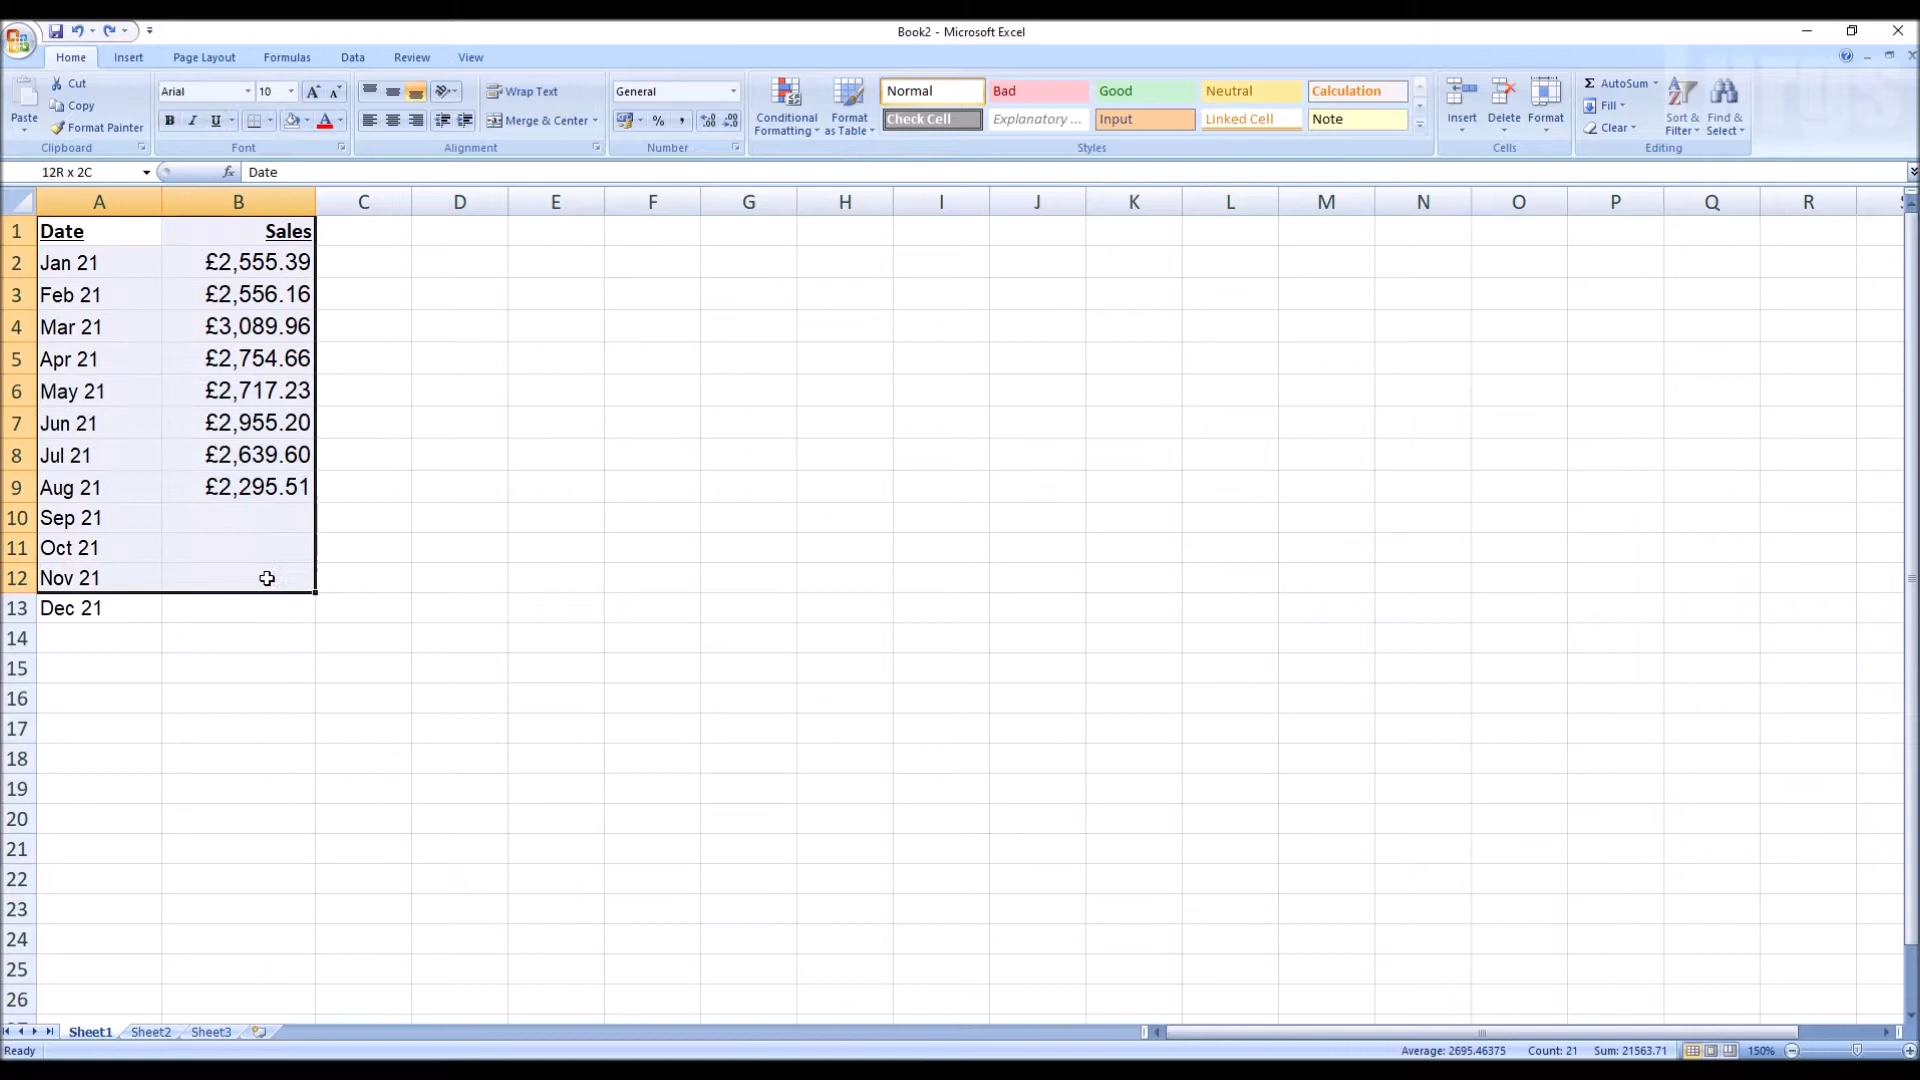 Book2 - Microsoft Excel
Home Insert Page Layout Formulas Data Review View
Paste
Cut
Copy
Format Painter
Clipboard
Arial 10
B I U
Font
Wrap Text
Merge & Center
Alignment
General
% ,
Number
Conditional Formatting
Format as Table
Normal Bad Good Neutral Calculation
Check Cell Explanatory ... Input Linked Cell Note
Styles
Insert Delete Format
Cells
Σ AutoSum
Fill
Clear
Sort & Filter
Find & Select
Editing
12R x 2C fx Date
A B C D E F G H I J K L M N O P Q R
1 Date Sales
2 Jan 21 £2,555.39
3 Feb 21 £2,556.16
4 Mar 21 £3,089.96
5 Apr 21 £2,754.66
6 May 21 £2,717.23
7 Jun 21 £2,955.20
8 Jul 21 £2,639.60
9 Aug 21 £2,295.51
10 Sep 21
11 Oct 21
12 Nov 21
13 Dec 21
14
15
16
17
18
19
20
21
22
23
24
25
26
Sheet1 Sheet2 Sheet3
Ready Average: 2695.46375 Count: 21 Sum: 21563.71 150%